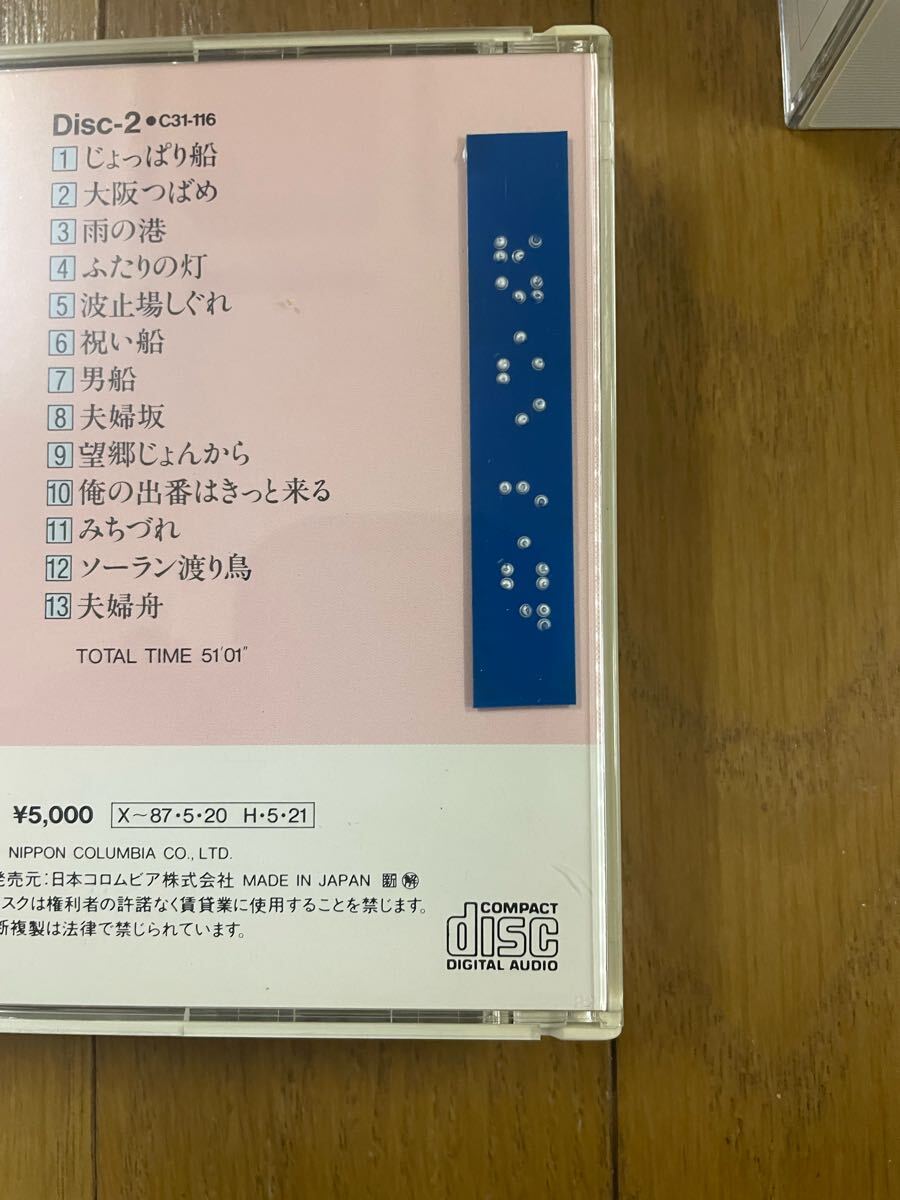 Disc-2●C31-116
1 じょっぱり船
2 大阪つばめ
3 雨の港
4 ふたりの灯
5 波止場しぐれ
6 祝い船
7 男船
8 夫婦坂
9 望郷じょんから
10 俺の出番はきっと来る
11 みちづれ
12 ソーラン渡り鳥
13 夫婦舟
TOTAL TIME 51'01"
¥5,000 X〜87・5・20 H・5・21
NIPPON COLUMBIA CO., LTD.
発売元:日本コロムビア株式会社 MADE IN JAPAN
スクは権利者の許諾なく賃貸業に使用することを禁じます。
断複製は法律で禁じられています。
COMPACT
disc
DIGITAL AUDIO